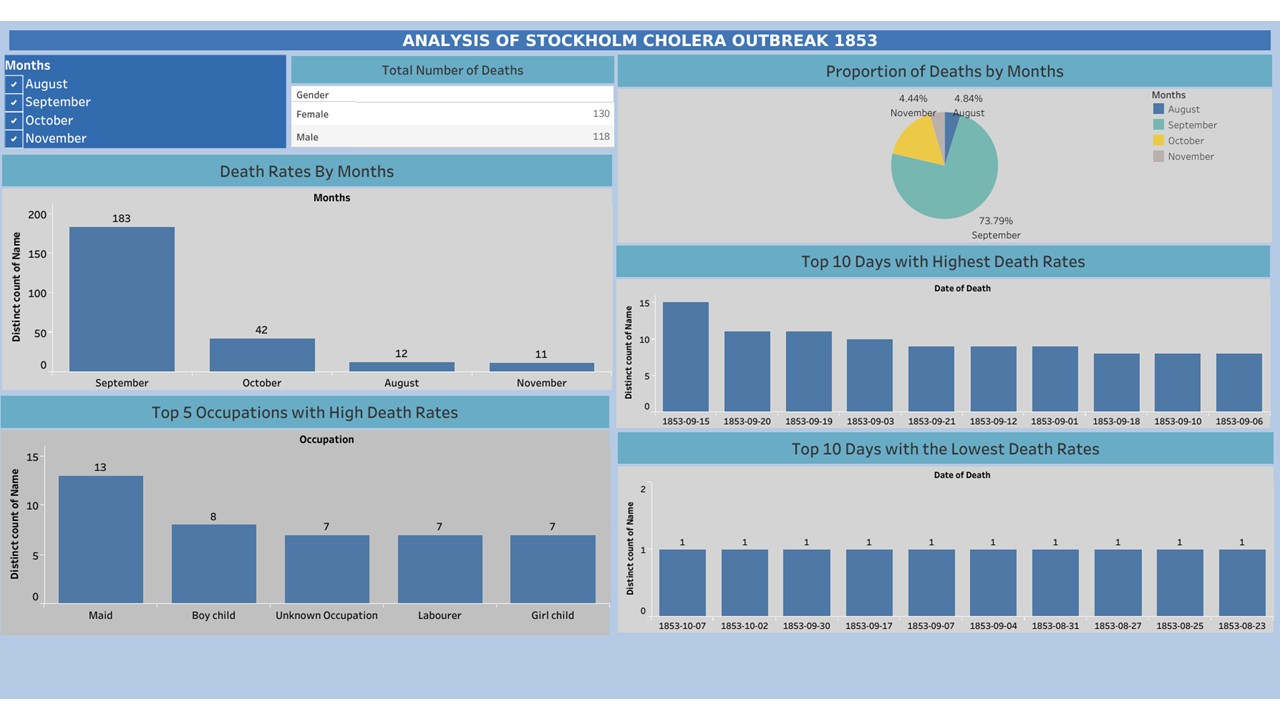 ANALYSIS OF STOCKHOLM CHOLERA OUTBREAK 1853
Months
August
September
October
November
Total Number of Deaths
Gender
Female 130
Male 118
Death Rates By Months
Months
Distinct count of Name
200
150
100
50
0
183
42
12
11
September October August November
Top 5 Occupations with High Death Rates
Occupation
Distinct count of Name
15
10
5
0
13
8
7
7
7
Maid Boy child Unknown Occupation Labourer Girl child
Proportion of Deaths by Months
4.44% 4.84%
November August
73.79%
September
Months
August
September
October
November
Top 10 Days with Highest Death Rates
Date of Death
Distinct count of Name
15
10
5
0
1853-09-15 1853-09-20 1853-09-19 1853-09-03 1853-09-21 1853-09-12 1853-09-01 1853-09-18 1853-09-10 1853-09-06
Top 10 Days with the Lowest Death Rates
Date of Death
Distinct count of Name
2
1
0
1 1 1 1 1 1 1 1 1 1
1853-10-07 1853-10-02 1853-09-30 1853-09-17 1853-09-07 1853-09-04 1853-08-31 1853-08-27 1853-08-25 1853-08-23